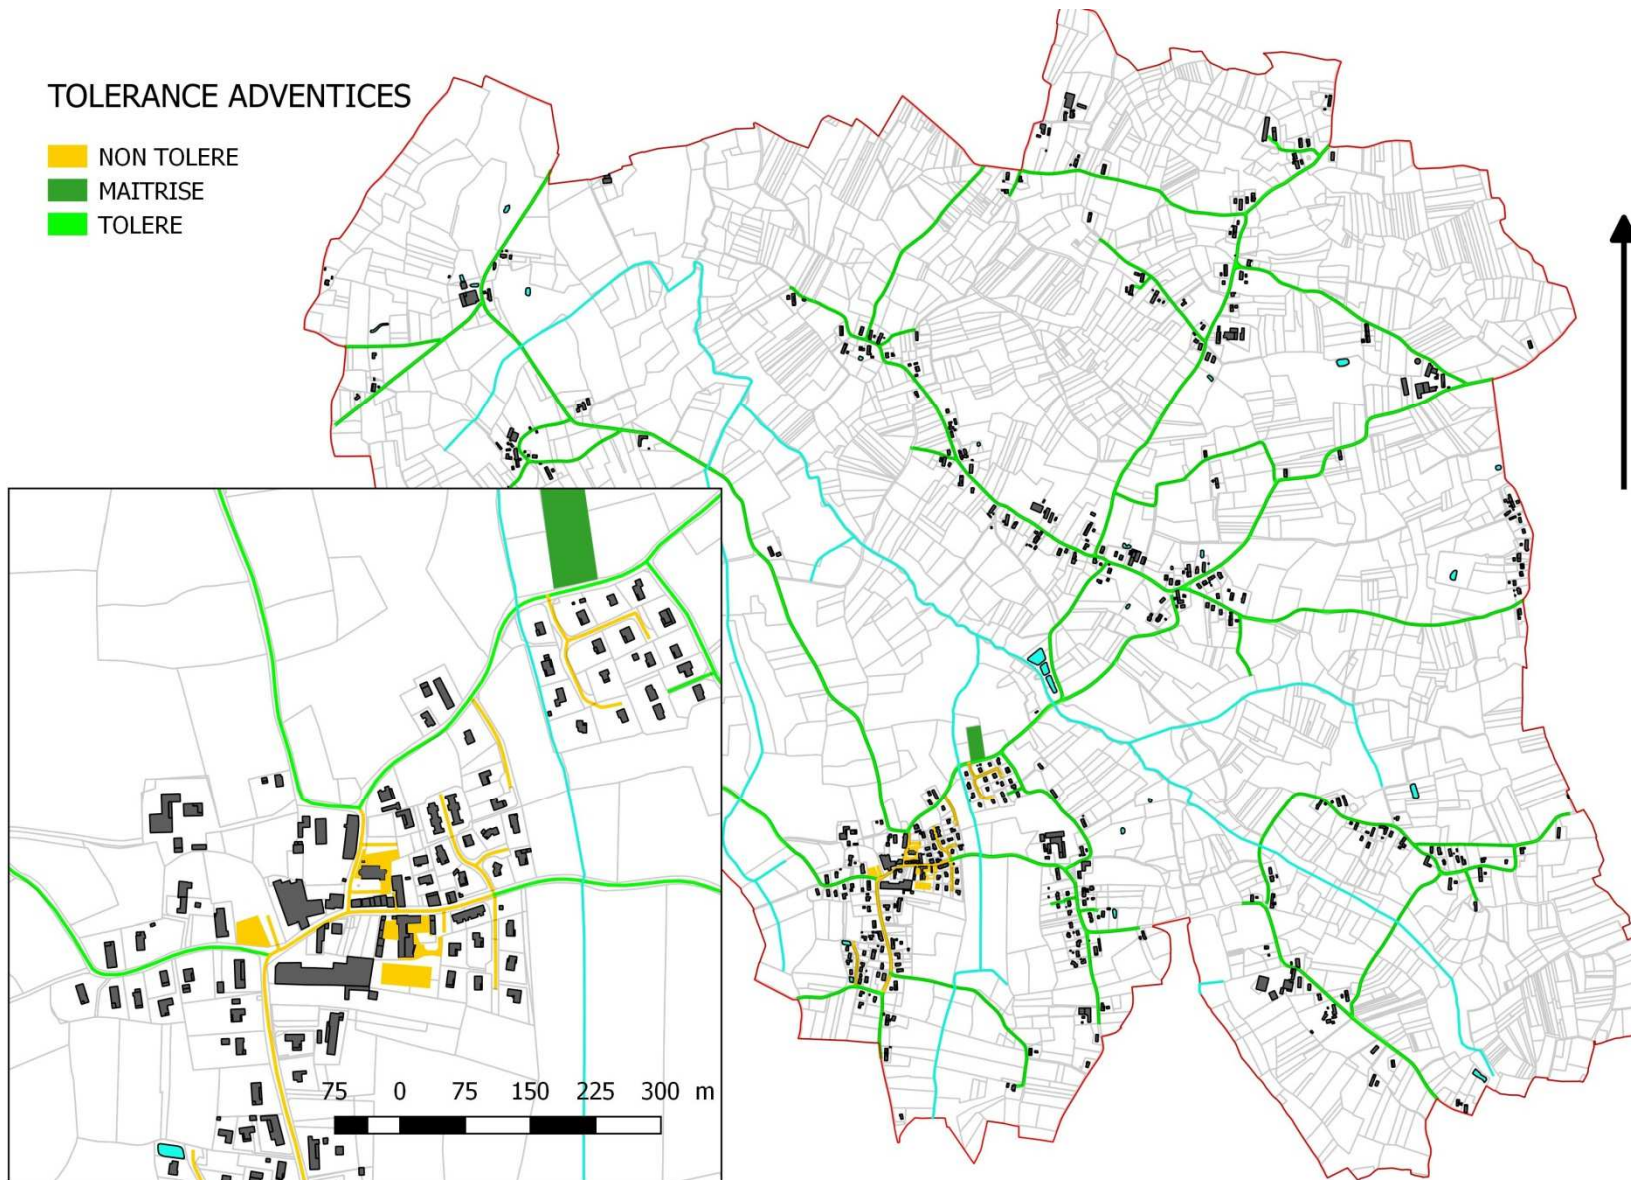 TOLERANCE ADVENTICES
NON TOLERE
MAITRISE
TOLERE
75 0 75 150 225 300 m